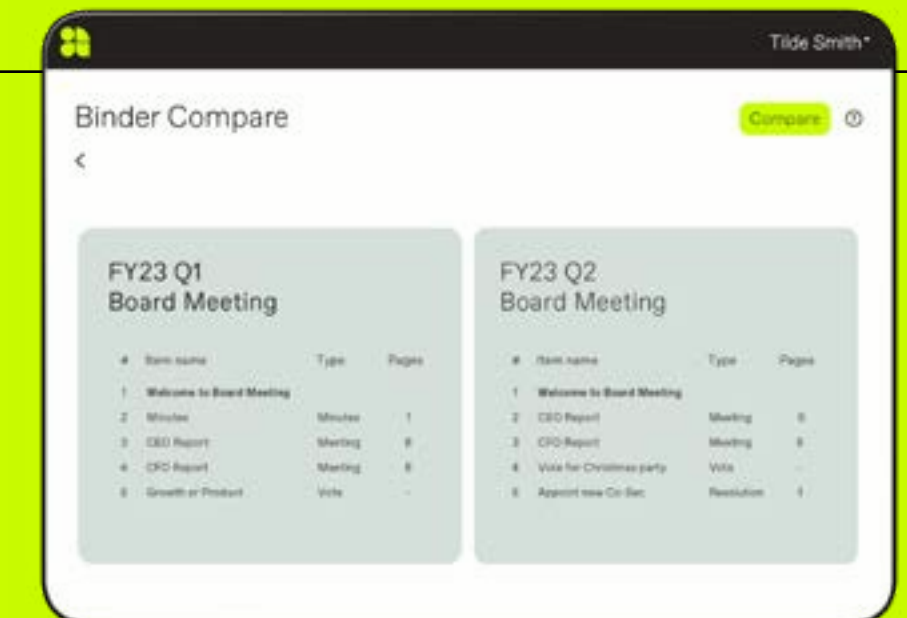 Tilde Smith
Binder Compare
Compare
FY23 Q1
Board Meeting
# Item name Type Pages
1 Welcome to Board Meeting
2 Minutes Minutes 1
3 CEO Report Meeting
4 CFO Report Meeting
5 Growth or Product Vote -
FY23 Q2
Board Meeting
# Item name Type Pages
1 Welcome to Board Meeting
2 CEO Report Meeting
3 CFO Report Meeting
4 Vote for Christmas party Vote -
5 Appoint new Co-Sec Resolution